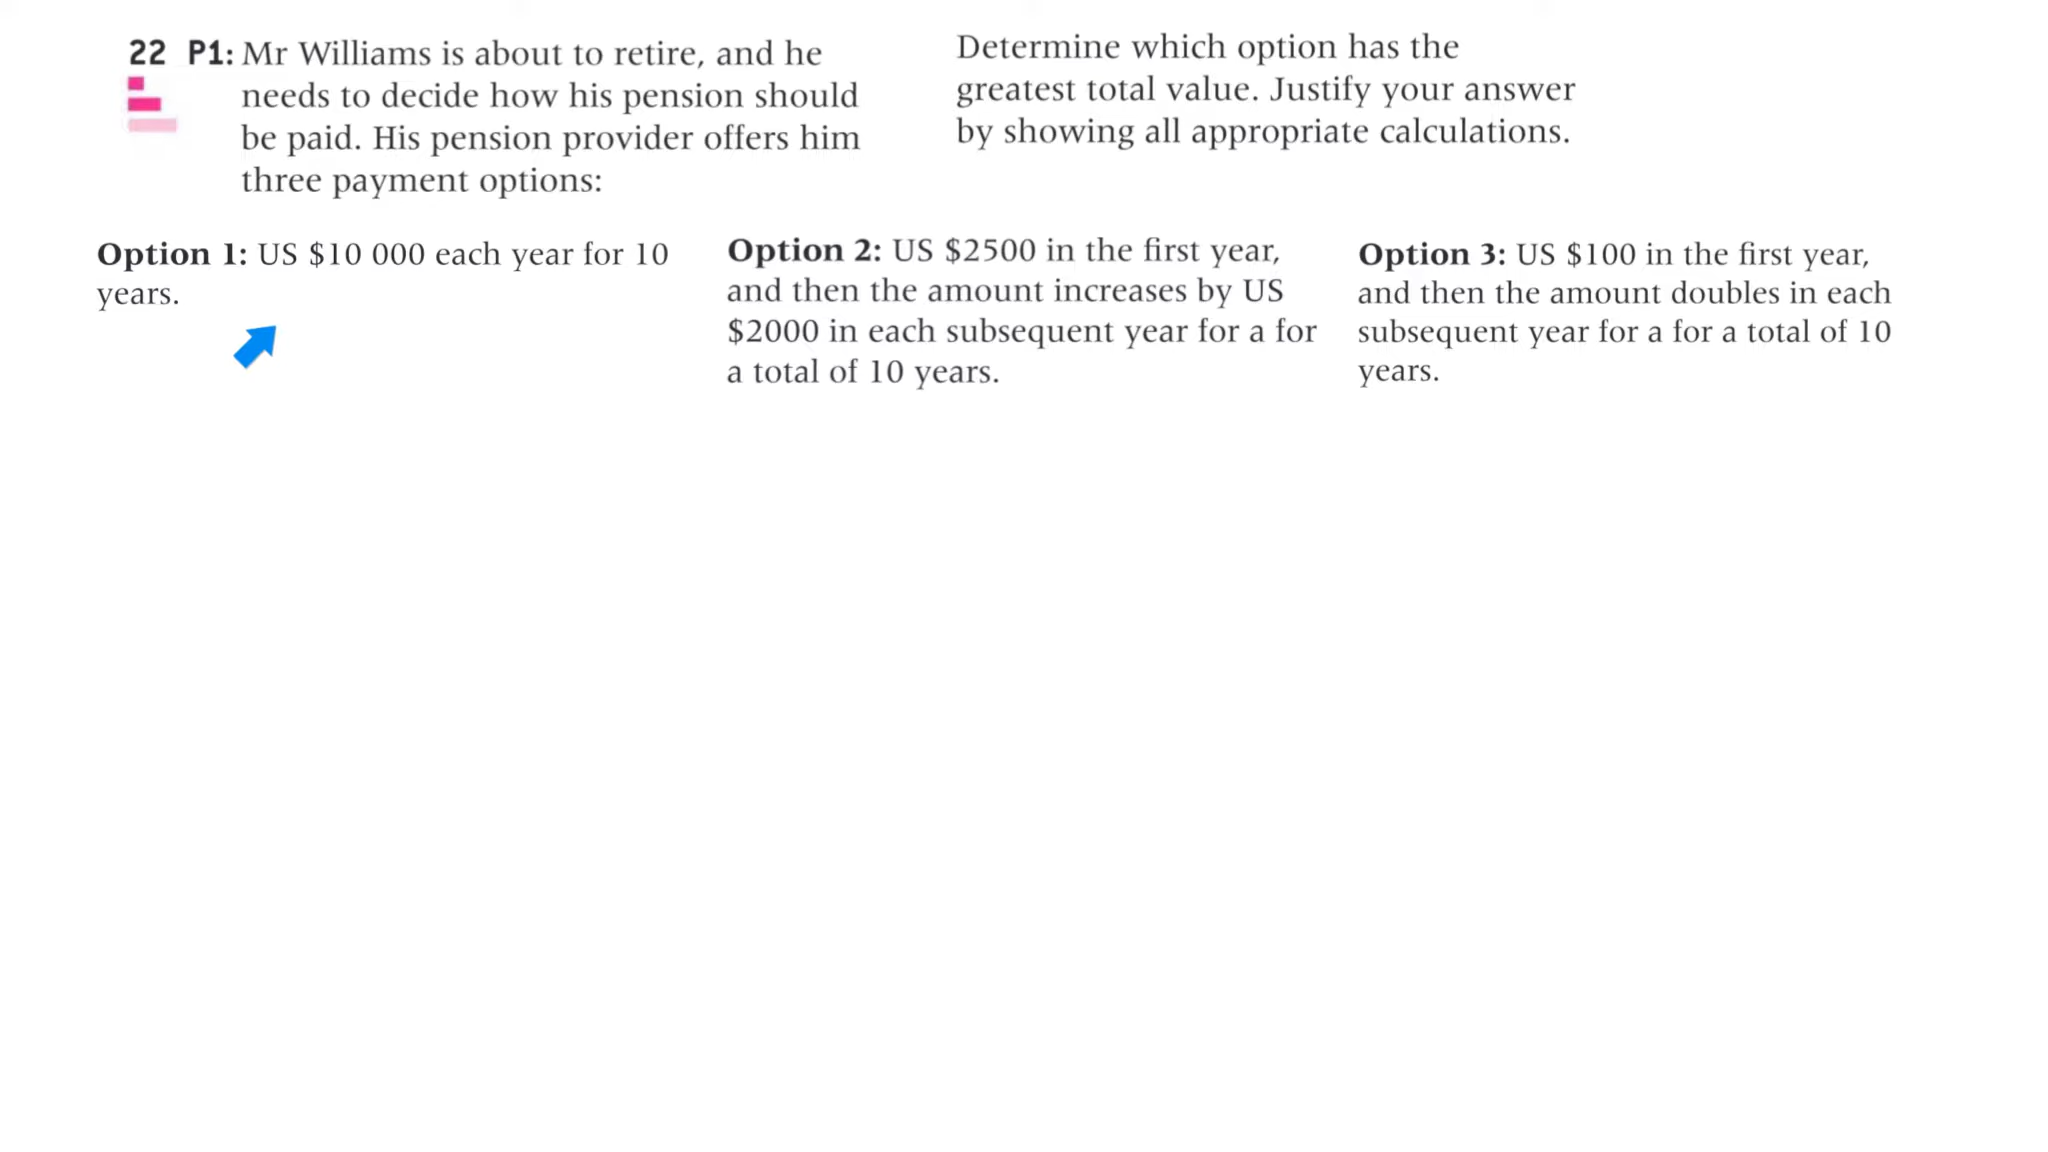 22 P1: Mr Williams is about to retire, and he
needs to decide how his pension should
be paid. His pension provider offers him
three payment options:
Determine which option has the
greatest total value. Justify your answer
by showing all appropriate calculations.
Option 1: US $10 000 each year for 10
years.
Option 2: US $2500 in the first year,
and then the amount increases by US
$2000 in each subsequent year for a for
a total of 10 years.
Option 3: US $100 in the first year,
and then the amount doubles in each
subsequent year for a for a total of 10
years.